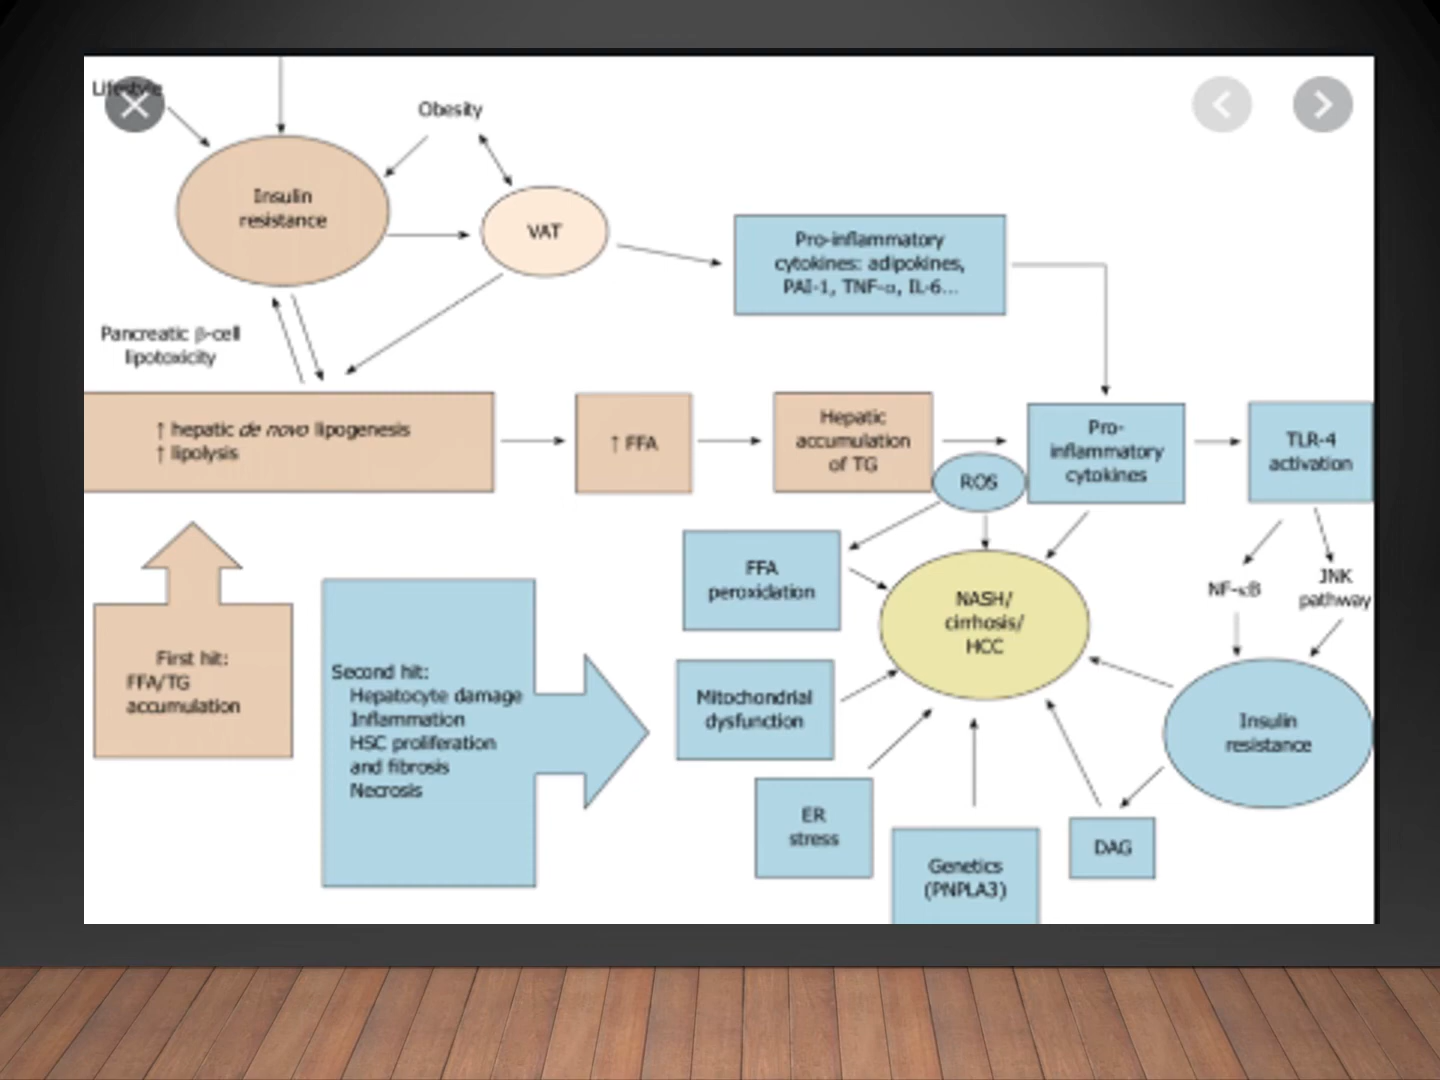 Lifestyle
Obesity
Insulin
resistance
VAT
Pro-inflammatory
cytokines: adipokines,
PAI-1, TNF-α, IL-6...
Pancreatic β-cell
lipotoxicity
↑ hepatic de novo lipogenesis
↑ lipolysis
↑ FFA
Hepatic
accumulation
of TG
ROS
Pro-
inflammatory
cytokines
TLR-4
activation
FFA
peroxidation
NASH/
cirrhosis/
HCC
NF-κB
JNK
pathway
First hit:
FFA/TG
accumulation
Second hit:
Hepatocyte damage
Inflammation
HSC proliferation
and fibrosis
Necrosis
Mitochondrial
dysfunction
Insulin
resistance
ER
stress
Genetics
(PNPLA3)
DAG